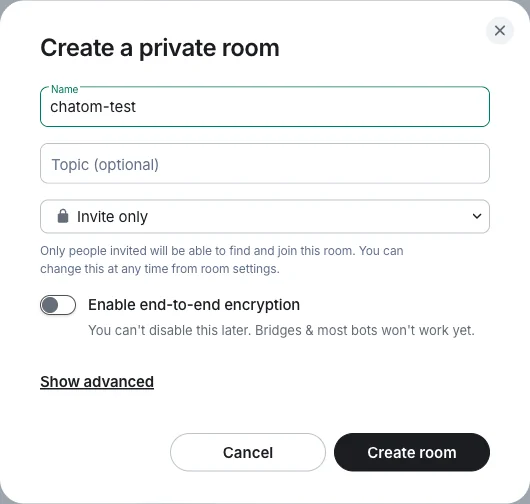 Create a private room
Name
chatom-test
Topic (optional)
Invite only
Only people invited will be able to find and join this room. You can
change this at any time from room settings.
Enable end-to-end encryption
You can't disable this later. Bridges & most bots won't work yet.
Show advanced
Cancel
Create room